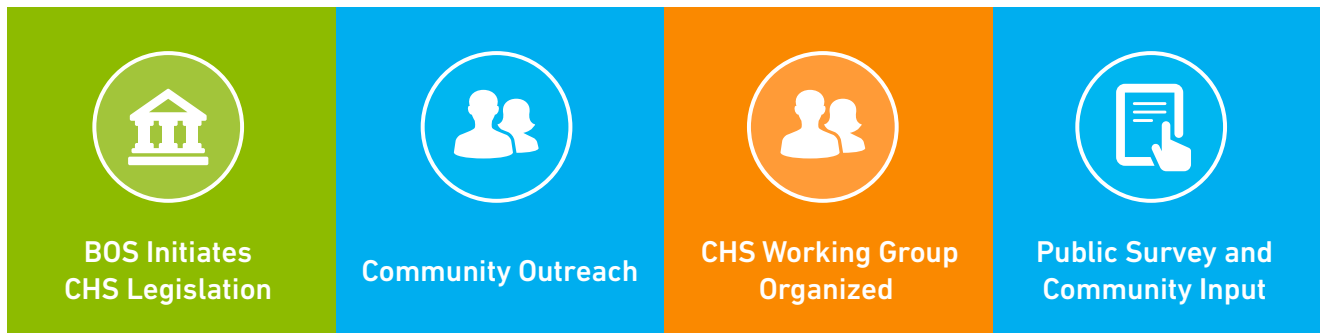 BOS Initiates
CHS Legislation
Community Outreach
CHS Working Group
Organized
Public Survey and
Community Input